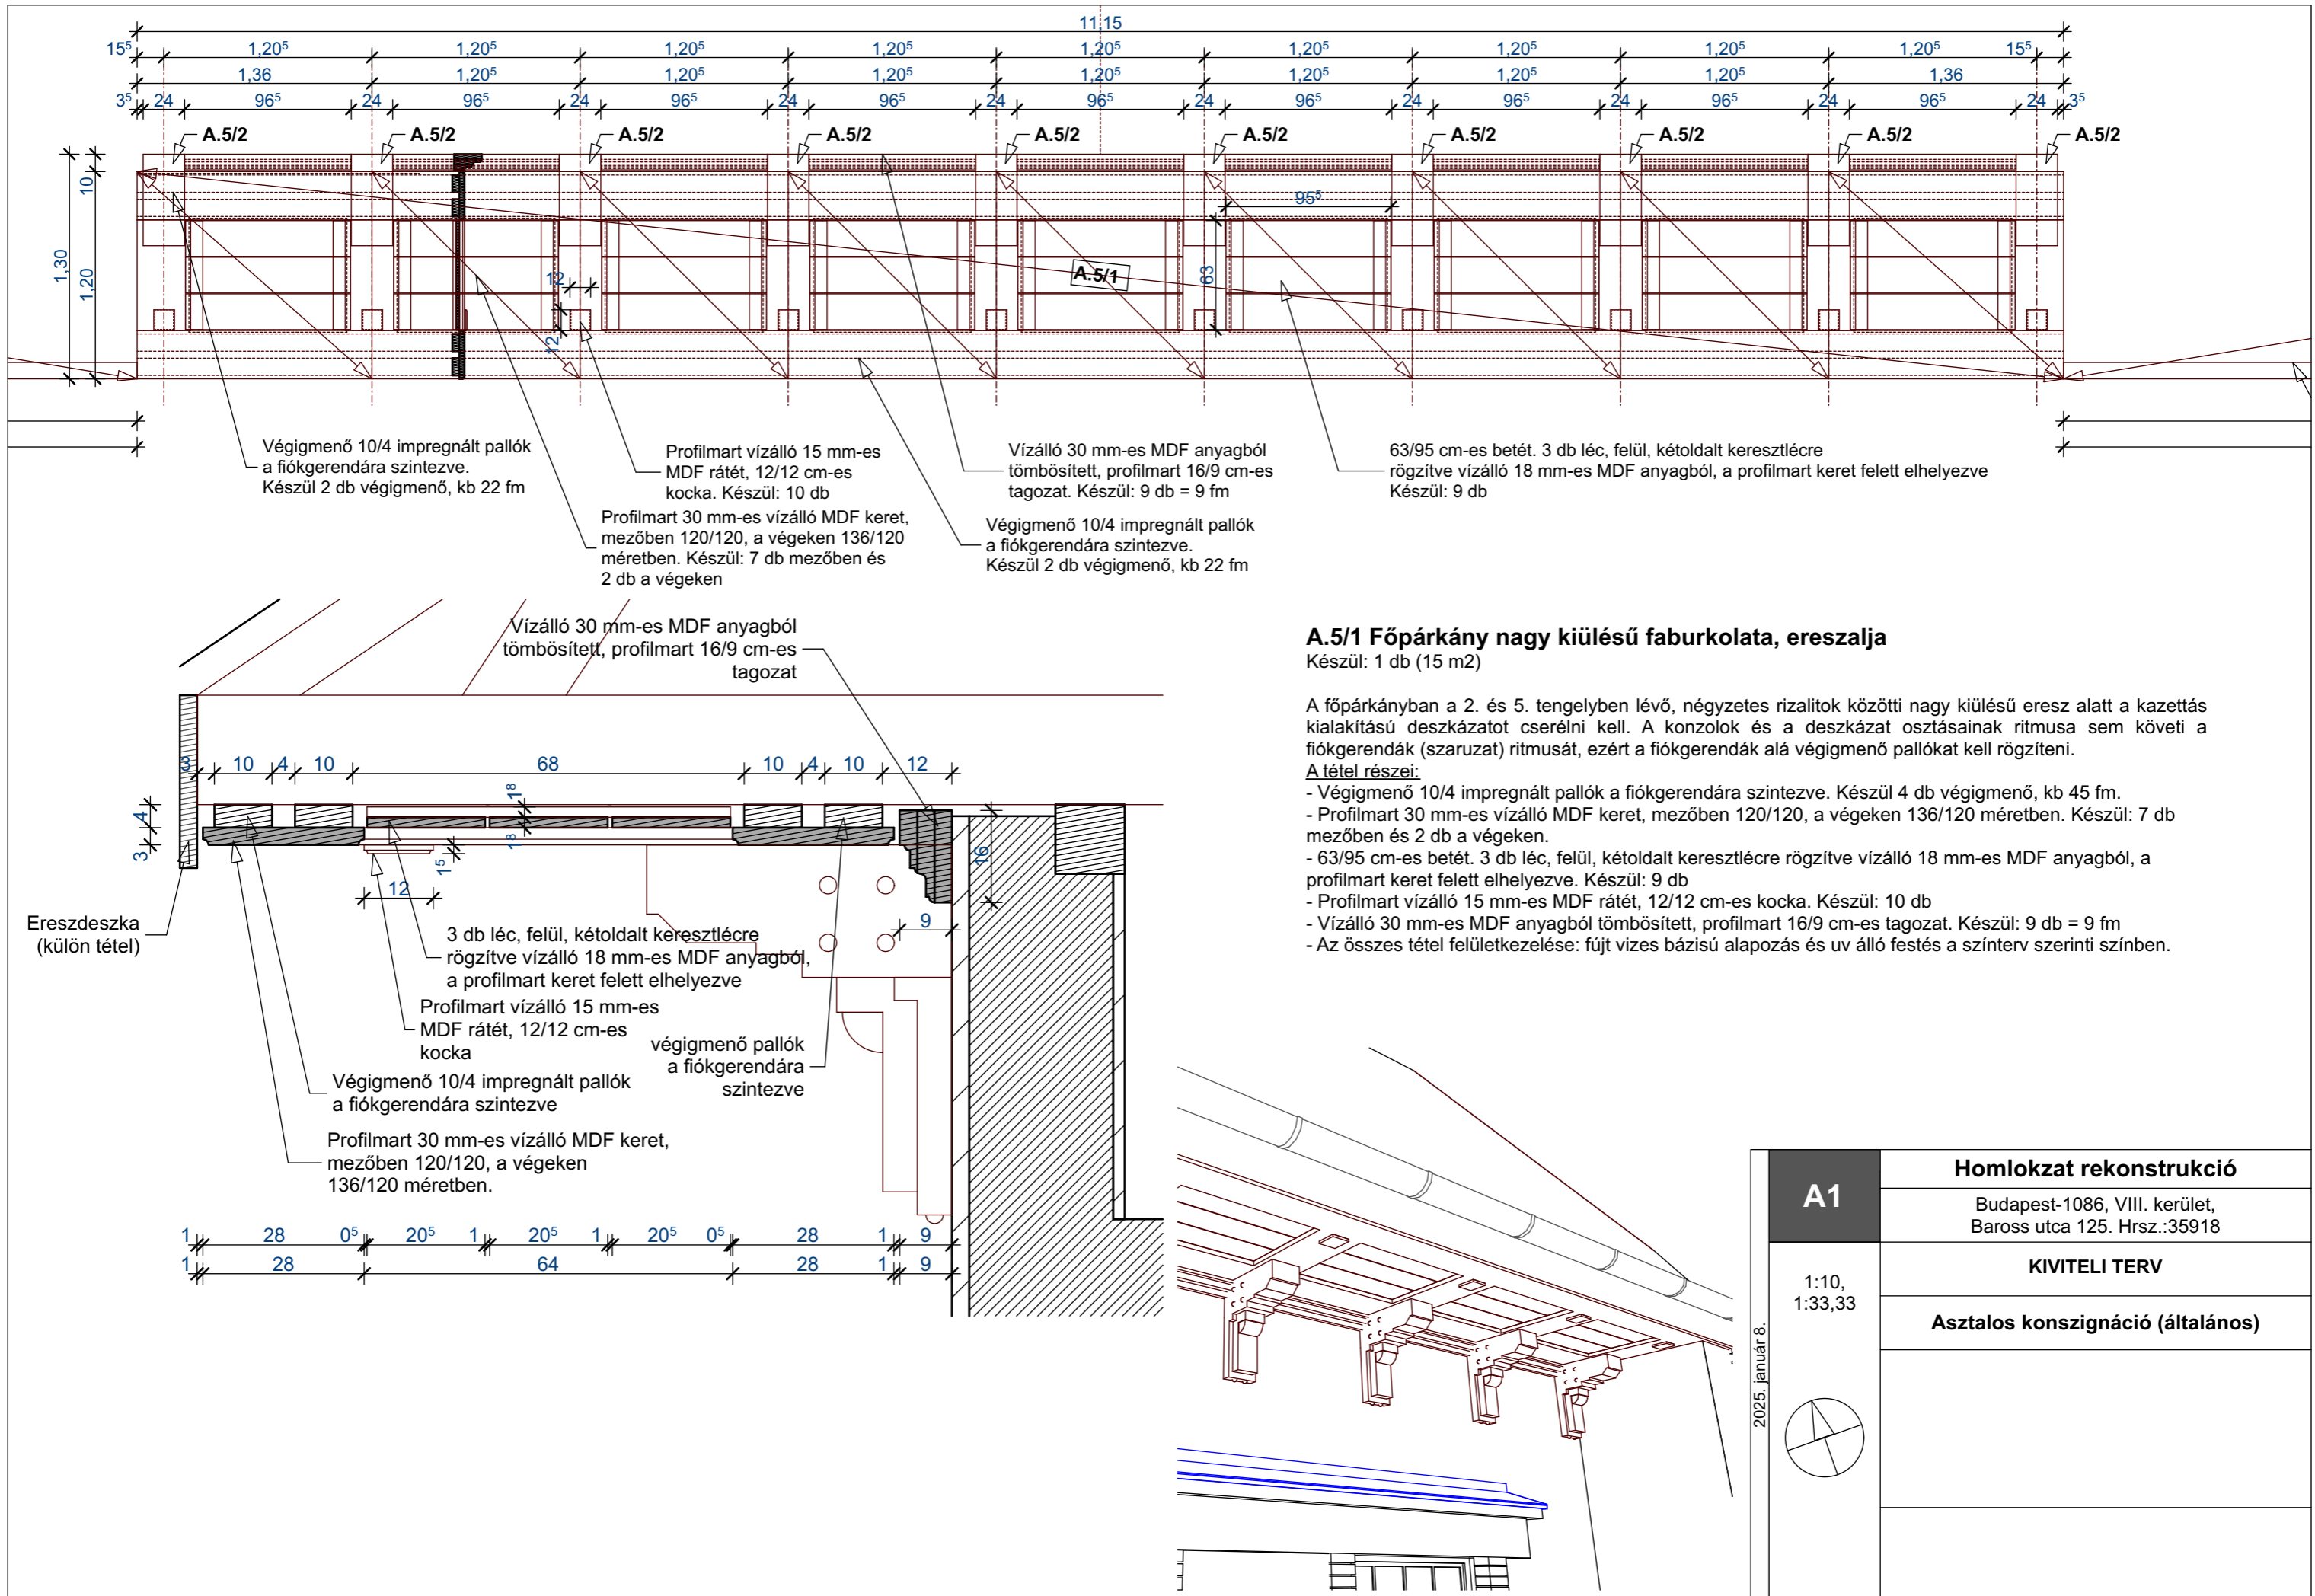 11,15
15⁵ 1,20⁵ 1,20⁵ 1,20⁵ 1,20⁵ 1,20⁵ 1,20⁵ 1,20⁵ 1,20⁵ 1,20⁵ 15⁵
1,36 1,20⁵ 1,20⁵ 1,20⁵ 1,20⁵ 1,20⁵ 1,20⁵ 1,20⁵ 1,36
3⁵ 24 96⁵ 24 96⁵ 24 96⁵ 24 96⁵ 24 96⁵ 24 96⁵ 24 96⁵ 24 96⁵ 24 96⁵ 24 3⁵
A.5/2 A.5/2 A.5/2 A.5/2 A.5/2 A.5/2 A.5/2 A.5/2 A.5/2 A.5/2
10
1,30
1,20
95⁵
63
A.5/1
12
12
Végigmenő 10/4 impregnált pallók
a fiókgerendára szintezve.
Készül 2 db végigmenő, kb 22 fm
Profilmart vízálló 15 mm-es
MDF rátét, 12/12 cm-es
kocka. Készül: 10 db
Profilmart 30 mm-es vízálló MDF keret,
mezőben 120/120, a végeken 136/120
méretben. Készül: 7 db mezőben és
2 db a végeken
Vízálló 30 mm-es MDF anyagból
tömbösített, profilmart 16/9 cm-es
tagozat. Készül: 9 db = 9 fm
Végigmenő 10/4 impregnált pallók
a fiókgerendára szintezve.
Készül 2 db végigmenő, kb 22 fm
63/95 cm-es betét. 3 db léc, felül, kétoldalt keresztlécre
rögzítve vízálló 18 mm-es MDF anyagból, a profilmart keret felett elhelyezve
Készül: 9 db
Vízálló 30 mm-es MDF anyagból
tömbösített, profilmart 16/9 cm-es
tagozat
3 10 4 10 68 10 4 10 12
4
3
1⁸
1⁸
1⁵
12
16
9
Ereszdeszka
(külön tétel)
3 db léc, felül, kétoldalt keresztlécre
rögzítve vízálló 18 mm-es MDF anyagból,
a profilmart keret felett elhelyezve
Profilmart vízálló 15 mm-es
MDF rátét, 12/12 cm-es
kocka
végigmenő pallók
a fiókgerendára
szintezve
Végigmenő 10/4 impregnált pallók
a fiókgerendára szintezve
Profilmart 30 mm-es vízálló MDF keret,
mezőben 120/120, a végeken
136/120 méretben.
1 28 0⁵ 20⁵ 1 20⁵ 1 20⁵ 0⁵ 28 1 9
1 28 64 28 1 9
A.5/1 Főpárkány nagy kiülésű faburkolata, ereszalja
Készül: 1 db (15 m2)
A főpárkányban a 2. és 5. tengelyben lévő, négyzetes rizalitok közötti nagy kiülésű eresz alatt a kazettás
kialakítású deszkázatot cserélni kell. A konzolok és a deszkázat osztásainak ritmusa sem követi a
fiókgerendák (szaruzat) ritmusát, ezért a fiókgerendák alá végigmenő pallókat kell rögzíteni.
A tétel részei:
- Végigmenő 10/4 impregnált pallók a fiókgerendára szintezve. Készül 4 db végigmenő, kb 45 fm.
- Profilmart 30 mm-es vízálló MDF keret, mezőben 120/120, a végeken 136/120 méretben. Készül: 7 db
mezőben és 2 db a végeken.
- 63/95 cm-es betét. 3 db léc, felül, kétoldalt keresztlécre rögzítve vízálló 18 mm-es MDF anyagból, a
profilmart keret felett elhelyezve. Készül: 9 db
- Profilmart vízálló 15 mm-es MDF rátét, 12/12 cm-es kocka. Készül: 10 db
- Vízálló 30 mm-es MDF anyagból tömbösített, profilmart 16/9 cm-es tagozat. Készül: 9 db = 9 fm
- Az összes tétel felületkezelése: fújt vizes bázisú alapozás és uv álló festés a színterv szerinti színben.
2025. január 8.
A1
1:10,
1:33,33
Homlokzat rekonstrukció
Budapest-1086, VIII. kerület,
Baross utca 125. Hrsz.:35918
KIVITELI TERV
Asztalos konszignáció (általános)